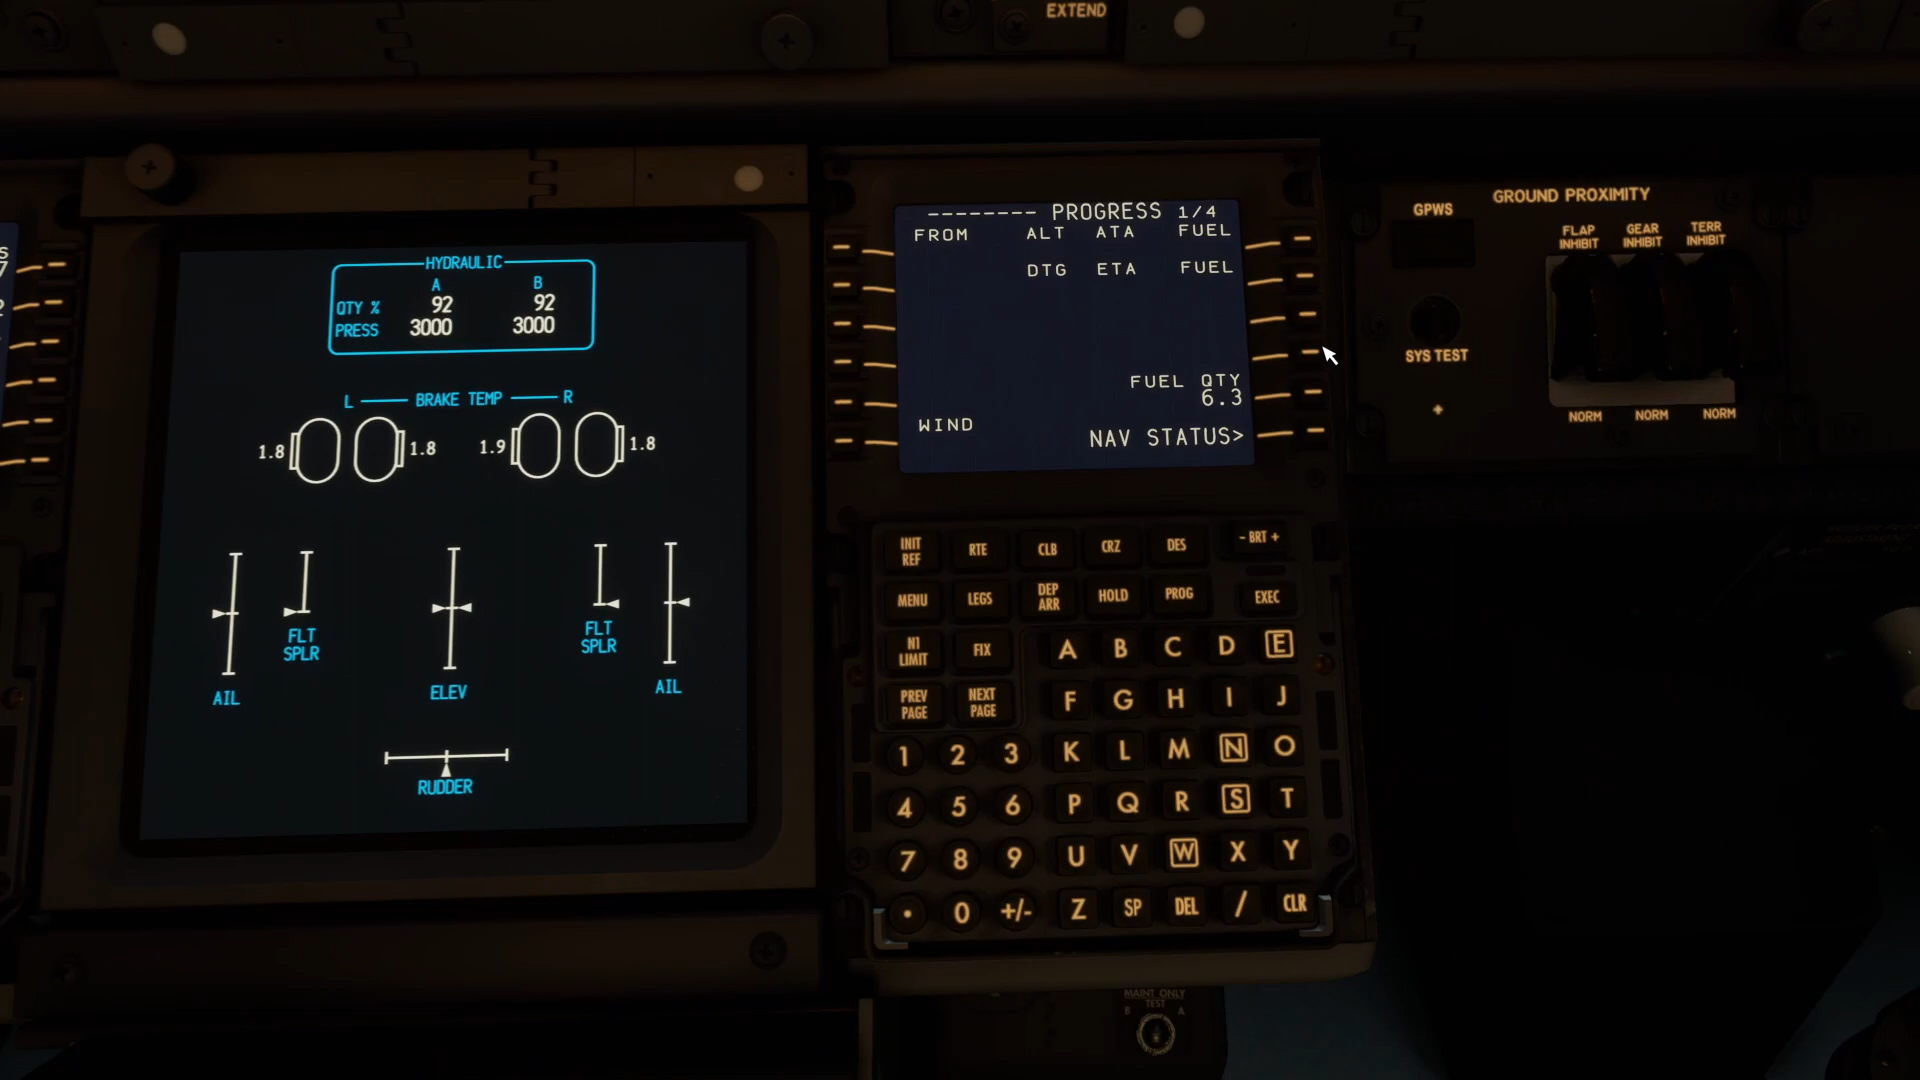 EXTEND
HYDRAULIC
A B
QTY % 92 92
PRESS 3000 3000
L BRAKE TEMP R
1.8 1.8 1.9 1.8
FLT SPLR
FLT SPLR
AIL
ELEV
AIL
RUDDER
-------- PROGRESS 1/4
FROM ALT ATA FUEL
DTG ETA FUEL
FUEL QTY
6.3
WIND
NAV STATUS>
INIT REF RTE CLB CRZ DES - BRT +
MENU LEGS DEP ARR HOLD PROG EXEC
N1 LIMIT FIX A B C D E
PREV PAGE NEXT PAGE F G H I J
1 2 3 K L M N O
4 5 6 P Q R S T
7 8 9 U V W X Y
. 0 +/- Z SP DEL / CLR
MAINT ONLY
TEST
B A
GROUND PROXIMITY
GPWS
FLAP INHIBIT GEAR INHIBIT TERR INHIBIT
SYS TEST
NORM NORM NORM